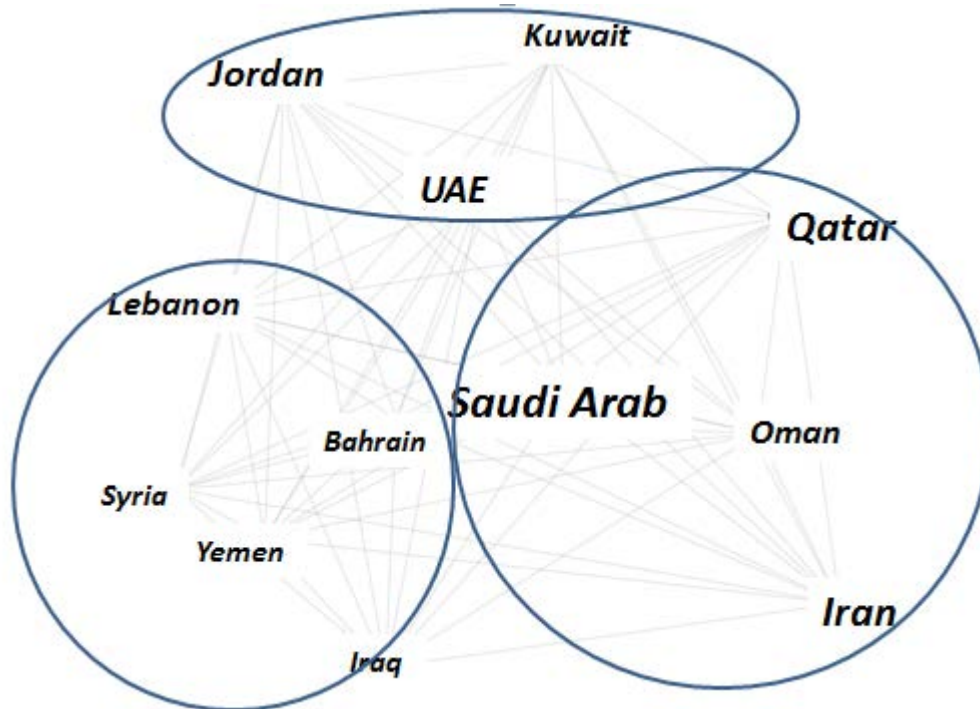 Kuwait
Jordan
UAE
Qatar
Lebanon
Saudi Arab
Bahrain
Oman
Syria
Yemen
Iran
Iraq